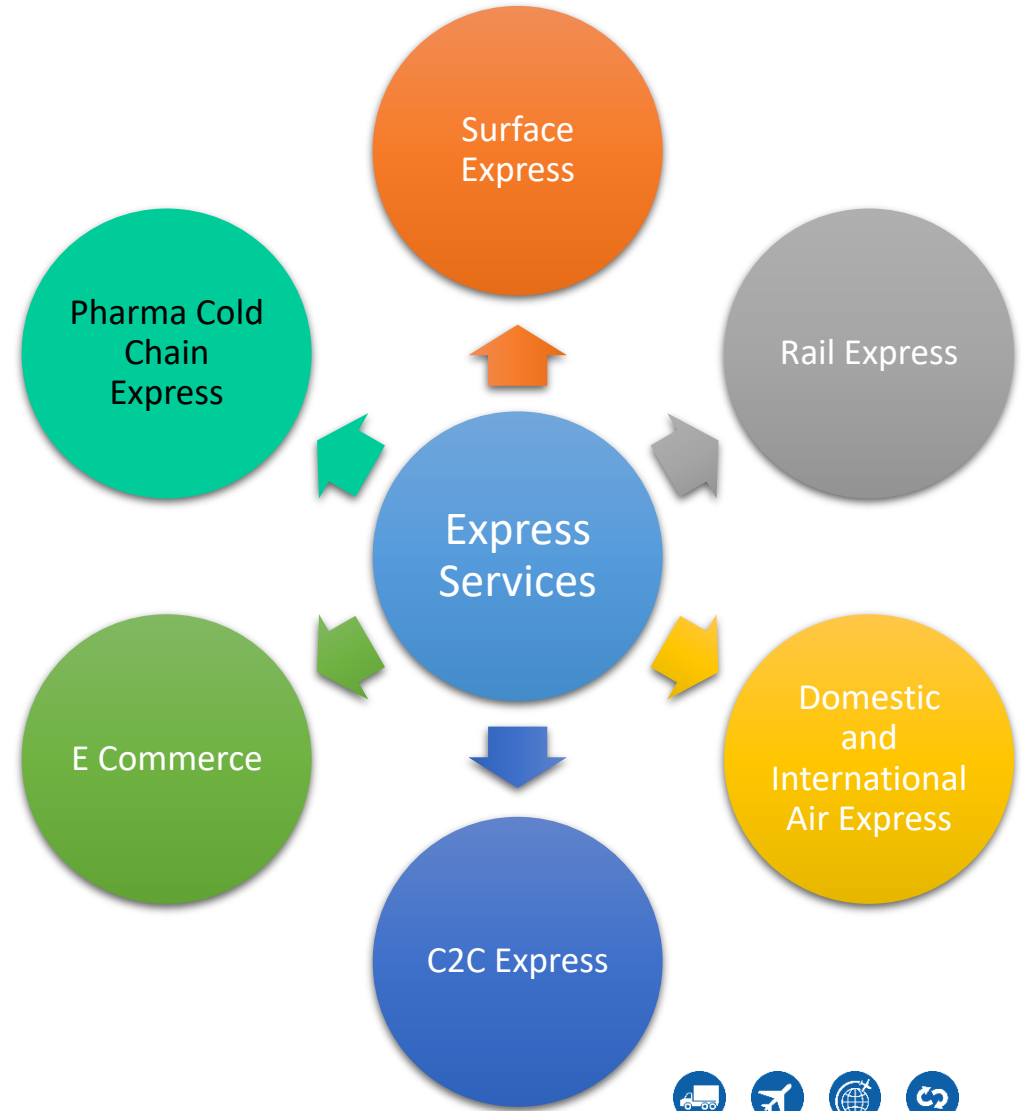 Surface
Express
Pharma Cold
Chain
Express
Rail Express
Express
Services
E Commerce
Domestic
and
International
Air Express
C2C Express